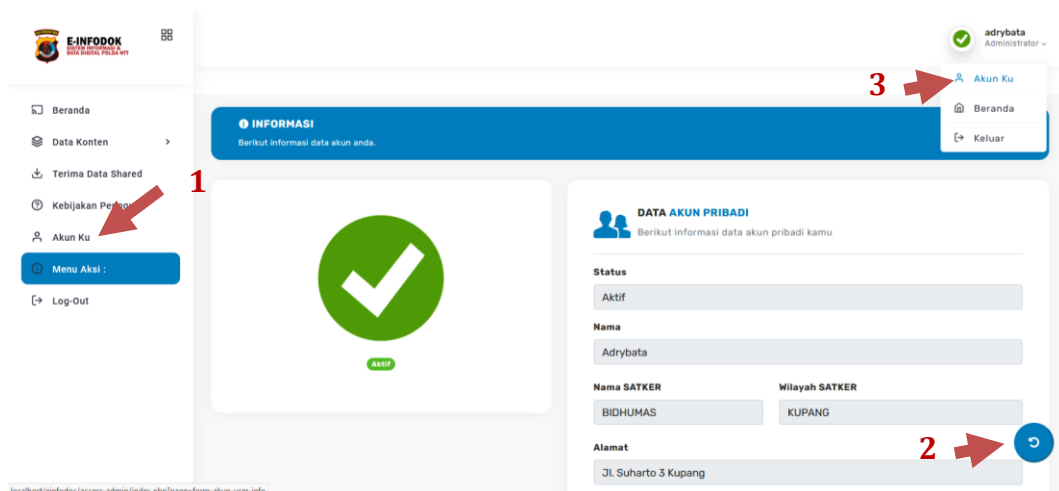 E-INFODOK
SISTEM INFORMASI &
DATA DIGITAL POLDA NTT
adrybata
Administrator
3
Akun Ku
Beranda
Keluar
Beranda
Data Konten
Terima Data Shared
Kebijakan
Akun Ku
Menu Aksi :
Log-Out
1
INFORMASI
Berikut informasi data akun anda.
Aktif
DATA AKUN PRIBADI
Berikut informasi data akun pribadi kamu
Status
Aktif
Nama
Adrybata
Nama SATKER
Wilayah SATKER
BIDHUMAS
KUPANG
Alamat
2
Jl. Suharto 3 Kupang